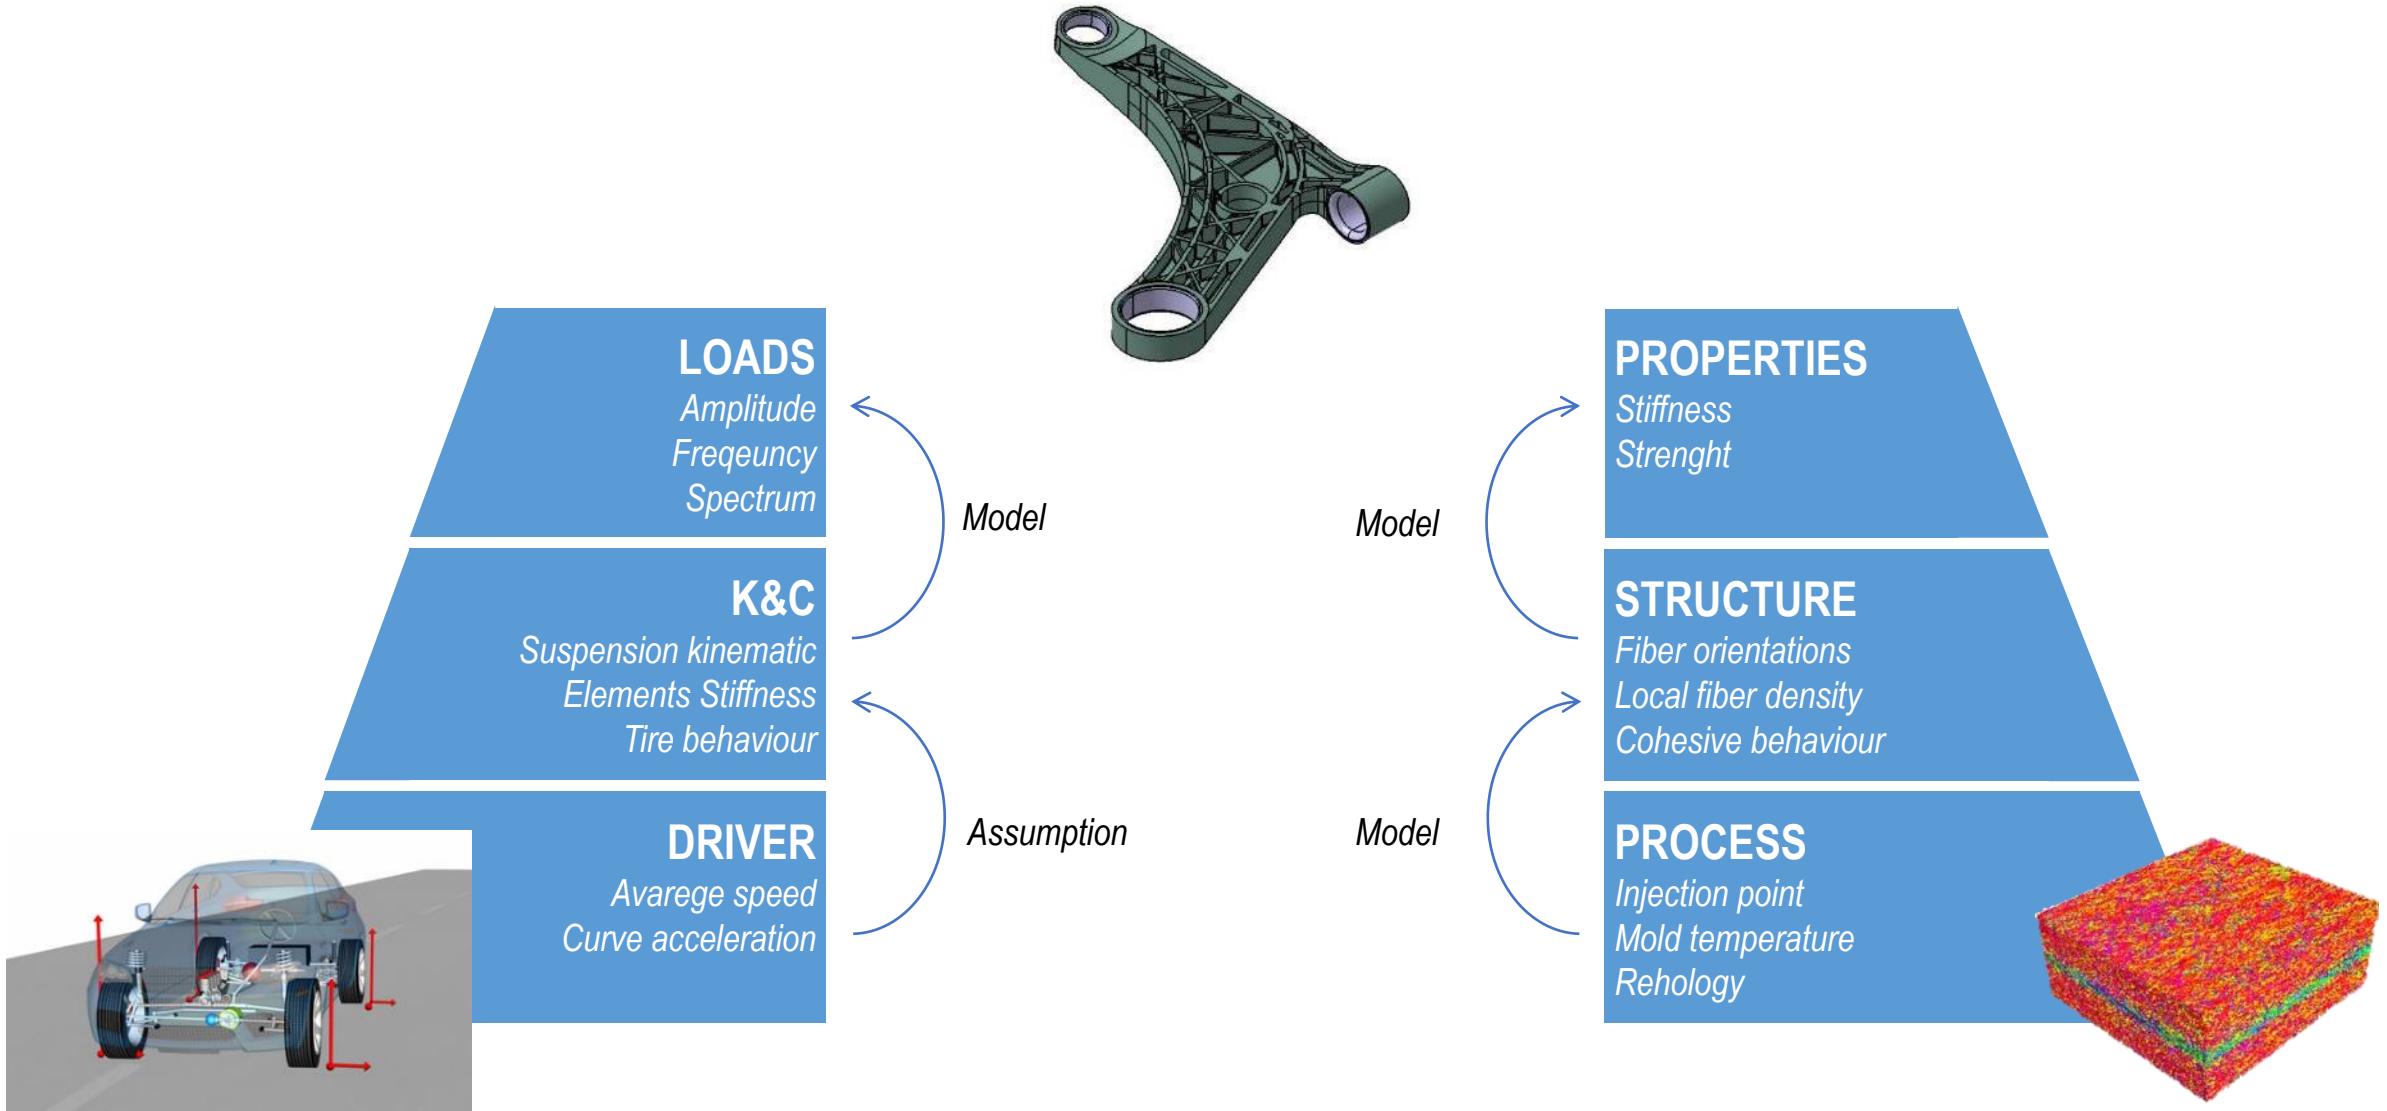 LOADS
Amplitude
Freqeuncy
Spectrum
Model
K&C
Suspension kinematic
Elements Stiffness
Tire behaviour
Assumption
DRIVER
Avarege speed
Curve acceleration
PROPERTIES
Stiffness
Strenght
Model
STRUCTURE
Fiber orientations
Local fiber density
Cohesive behaviour
Model
PROCESS
Injection point
Mold temperature
Rehology